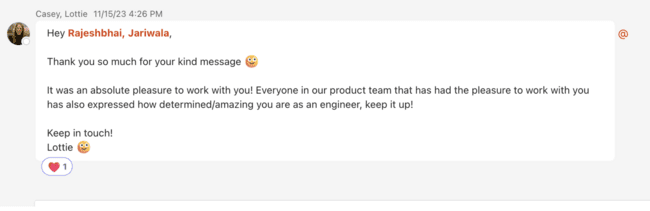 Casey, Lottie 11/15/23 4:26 PM
Hey Rajeshbhai, Jariwala,
@
Thank you so much for your kind message
It was an absolute pleasure to work with you! Everyone in our product team that has had the pleasure to work with you
has also expressed how determined/amazing you are as an engineer, keep it up!
Keep in touch!
Lottie
1